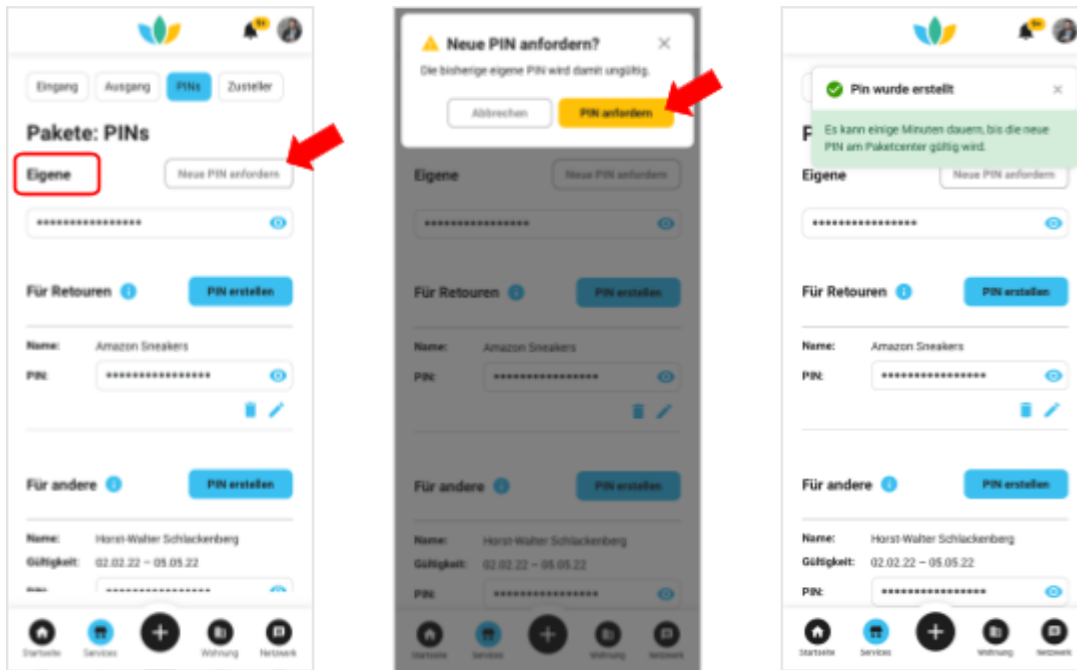 9+
Eingang
Ausgang
PINs
Zusteller
Pakete: PINs
Eigene
Neue PIN anfordern
****************
Für Retouren
PIN erstellen
Name:
Amazon Sneakers
PIN:
****************
Für andere
PIN erstellen
Name:
Horst-Walter Schlackenberg
Gültigkeit:
02.02.22 – 05.05.22
PIN:
****************
Startseite
Services
Wohnung
Netzwerk
Neue PIN anfordern?
Die bisherige eigene PIN wird damit ungültig.
Abbrechen
PIN anfordern
Eigene
Neue PIN anfordern
****************
Für Retouren
PIN erstellen
Name:
Amazon Sneakers
PIN:
****************
Für andere
PIN erstellen
Name:
Horst-Walter Schlackenberg
Gültigkeit:
02.02.22 – 05.05.22
PIN:
****************
Startseite
Services
Wohnung
Netzwerk
9+
Pin wurde erstellt
Es kann einige Minuten dauern, bis die neue
PIN am Paketcenter gültig wird.
P
Eigene
Neue PIN anfordern
****************
Für Retouren
PIN erstellen
Name:
Amazon Sneakers
PIN:
****************
Für andere
PIN erstellen
Name:
Horst-Walter Schlackenberg
Gültigkeit:
02.02.22 – 05.05.22
PIN:
****************
Startseite
Services
Wohnung
Netzwerk